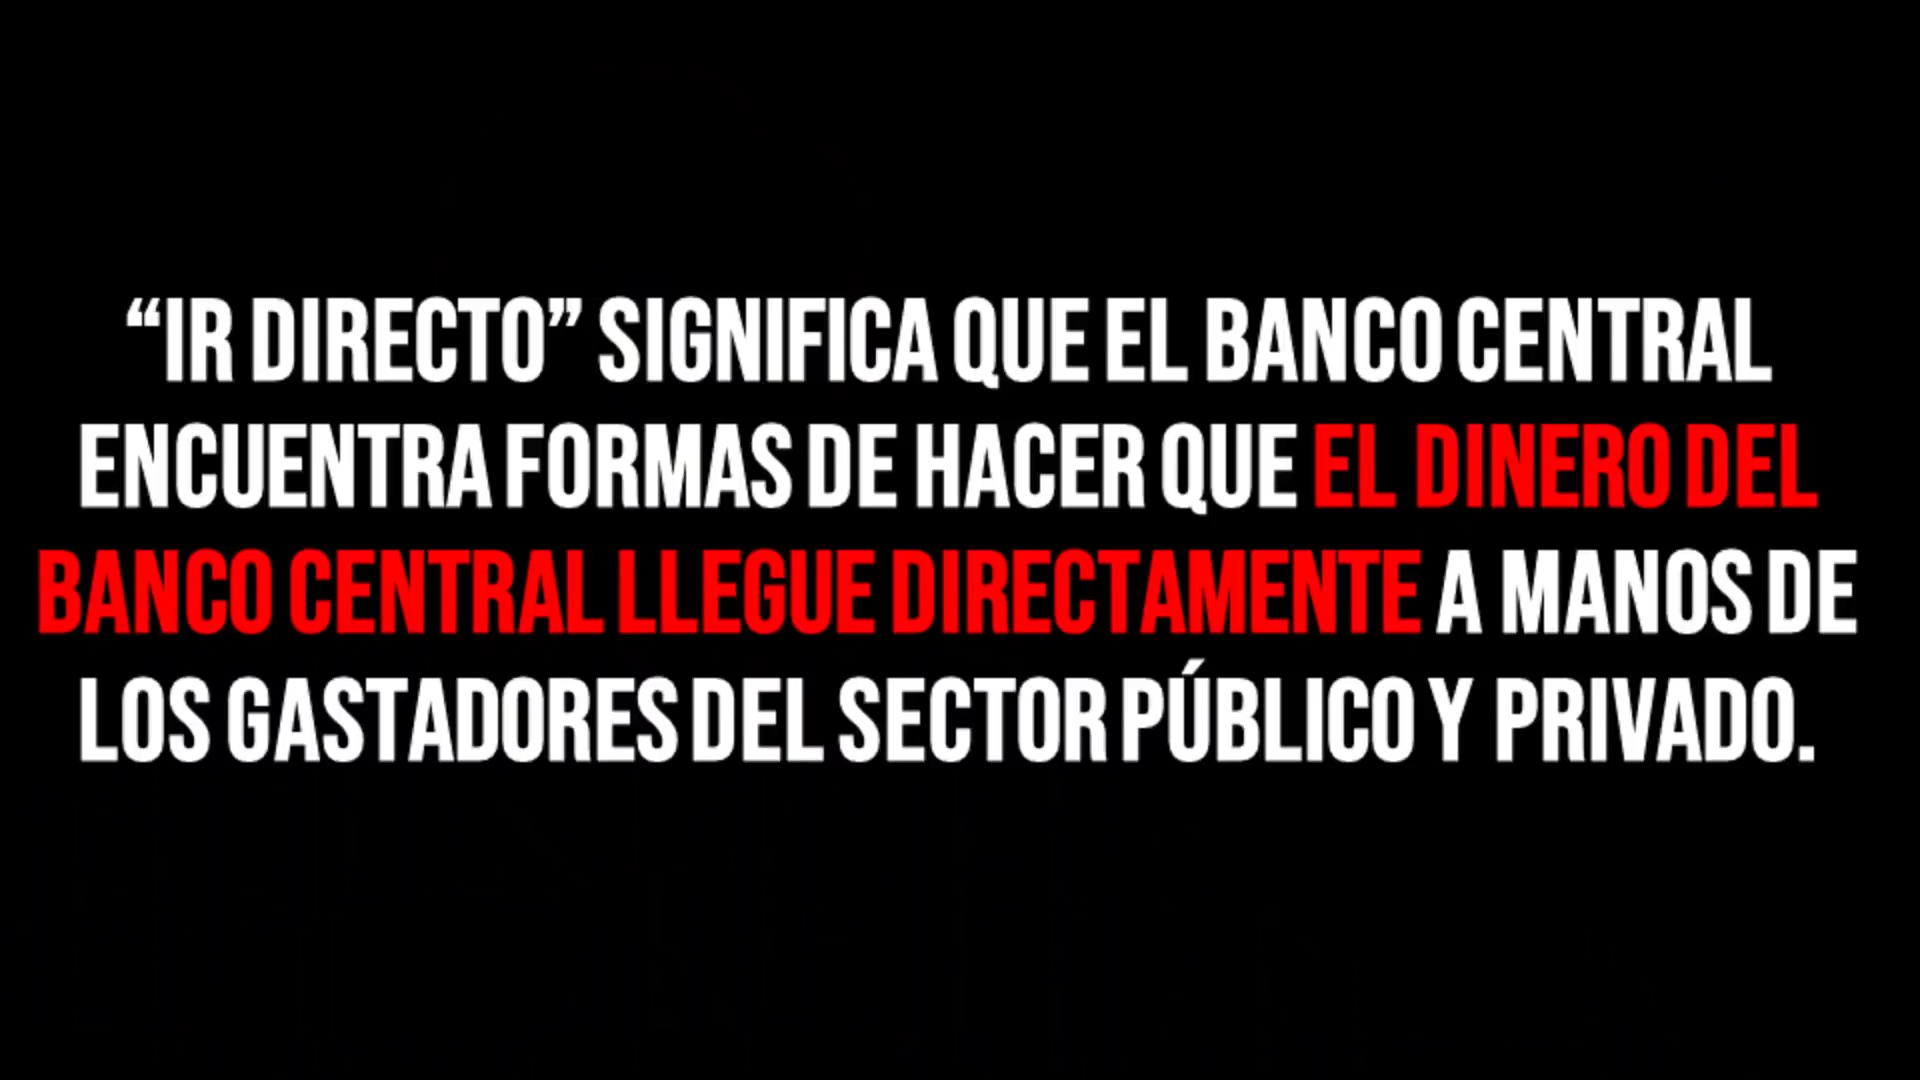 “IR DIRECTO” SIGNIFICA QUE EL BANCO CENTRAL
ENCUENTRA FORMAS DE HACER QUE EL DINERO DEL
BANCO CENTRAL LLEGUE DIRECTAMENTE A MANOS DE
LOS GASTADORES DEL SECTOR PÚBLICO Y PRIVADO.